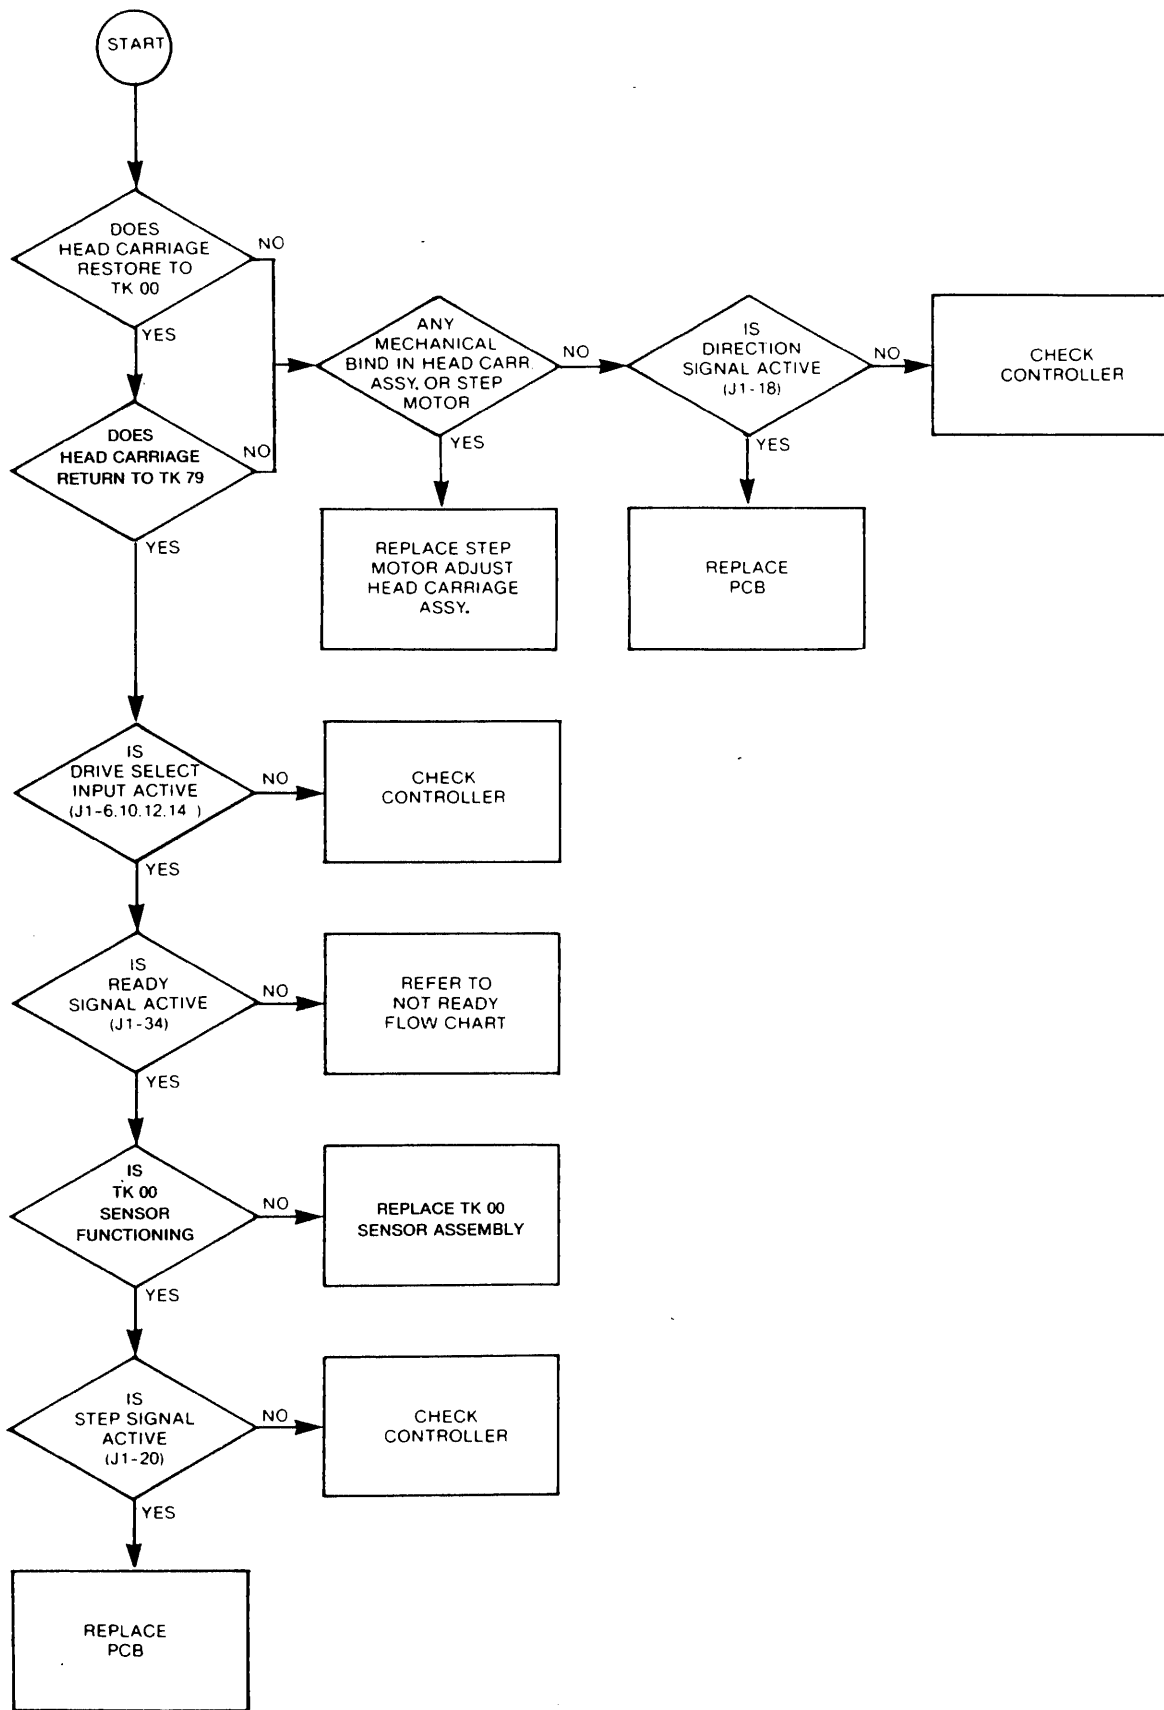 START
DOES
HEAD CARRIAGE
RESTORE TO
TK 00
NO
YES
ANY
MECHANICAL
BIND IN HEAD CARR.
ASSY. OR STEP
MOTOR
NO
YES
IS
DIRECTION
SIGNAL ACTIVE
(J1-18)
NO
YES
CHECK
CONTROLLER
DOES
HEAD CARRIAGE
RETURN TO TK 79
NO
YES
REPLACE STEP
MOTOR ADJUST
HEAD CARRIAGE
ASSY.
REPLACE
PCB
IS
DRIVE SELECT
INPUT ACTIVE
(J1-6.10.12.14 )
NO
YES
CHECK
CONTROLLER
IS
READY
SIGNAL ACTIVE
(J1-34)
NO
YES
REFER TO
NOT READY
FLOW CHART
IS
TK 00
SENSOR
FUNCTIONING
NO
YES
REPLACE TK 00
SENSOR ASSEMBLY
IS
STEP SIGNAL
ACTIVE
(J1-20)
NO
YES
CHECK
CONTROLLER
REPLACE
PCB